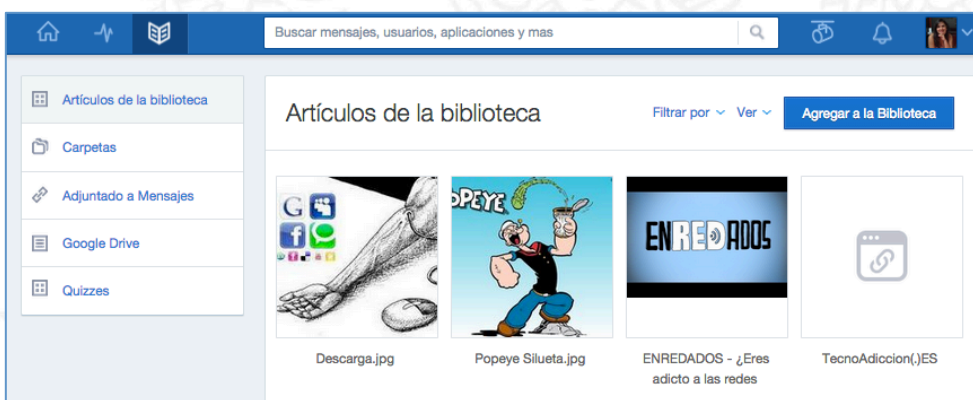 Buscar mensajes, usuarios, aplicaciones y mas
Artículos de la biblioteca
Carpetas
Adjuntado a Mensajes
Google Drive
Quizzes
Artículos de la biblioteca
Filtrar por
Ver
Agregar a la Biblioteca
G
f
OPEYE
ENREDADOS
Descarga.jpg
Popeye Silueta.jpg
ENREDADOS - ¿Eres
adicto a las redes
TecnoAdiccion(.)ES